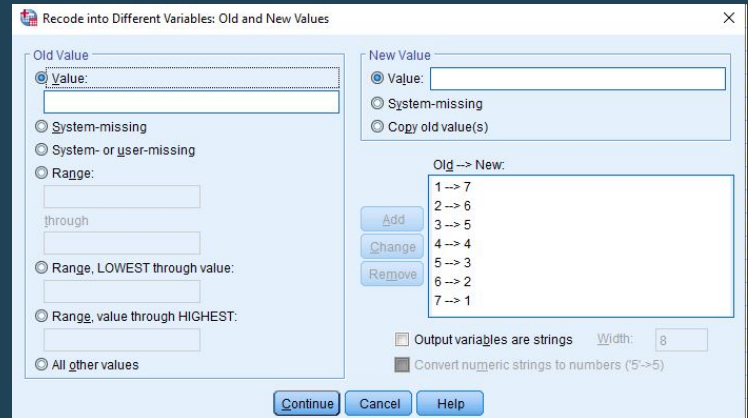 Recode into Different Variables: Old and New Values
Old Value
Value:
System-missing
System- or user-missing
Range:
through
Range, LOWEST through value:
Range, value through HIGHEST:
All other values
New Value
Value:
System-missing
Copy old value(s)
Old --> New:
1 --> 7
2 --> 6
3 --> 5
4 --> 4
5 --> 3
6 --> 2
7 --> 1
Add
Change
Remove
Output variables are strings Width: 8
Convert numeric strings to numbers ('5'->5)
Continue Cancel Help